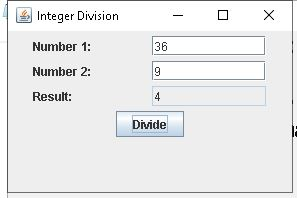 Integer Division
Number 1: 36
Number 2: 9
Result: 4
Divide